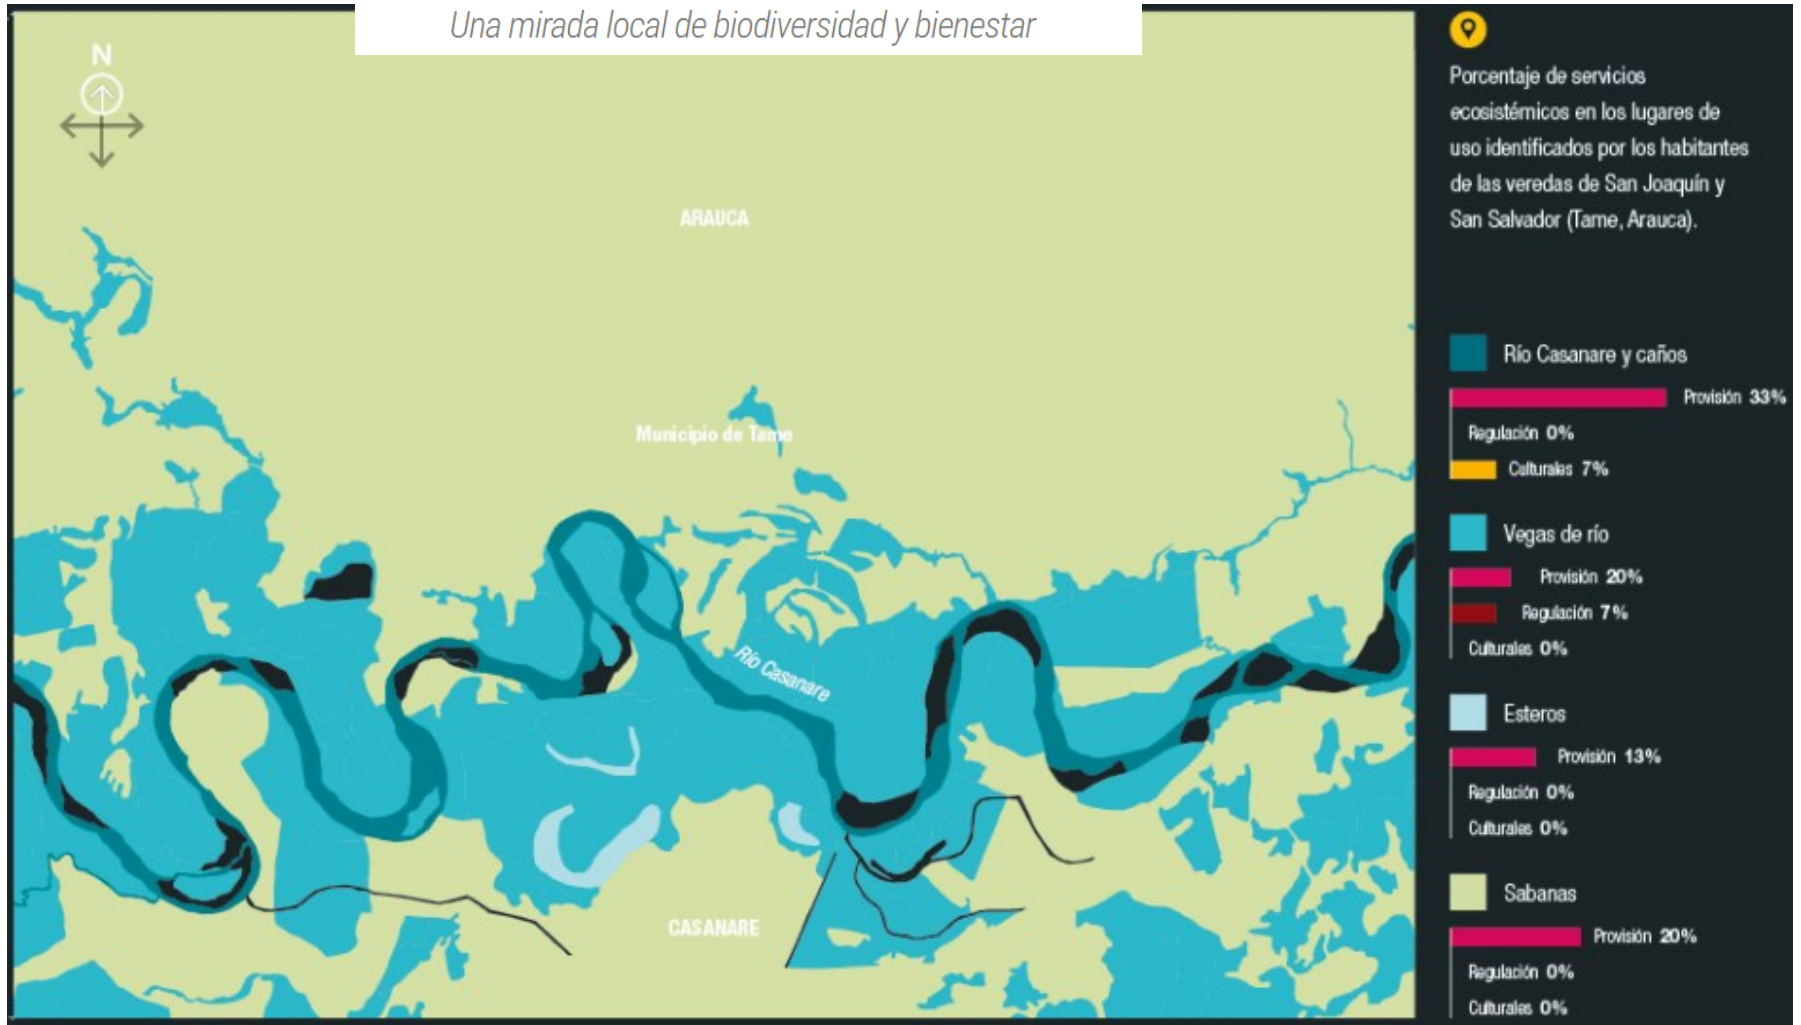 Una mirada local de biodiversidad y bienestar
N
ARAUCA
Municipio de Tame
Río Casanare
CASANARE
Porcentaje de servicios
ecosistémicos en los lugares de
uso identificados por los habitantes
de las veredas de San Joaquín y
San Salvador (Tame, Arauca).
Río Casanare y caños
Provisión 33%
Regulación 0%
Culturales 7%
Vegas de río
Provisión 20%
Regulación 7%
Culturales 0%
Esteros
Provisión 13%
Regulación 0%
Culturales 0%
Sabanas
Provisión 20%
Regulación 0%
Culturales 0%